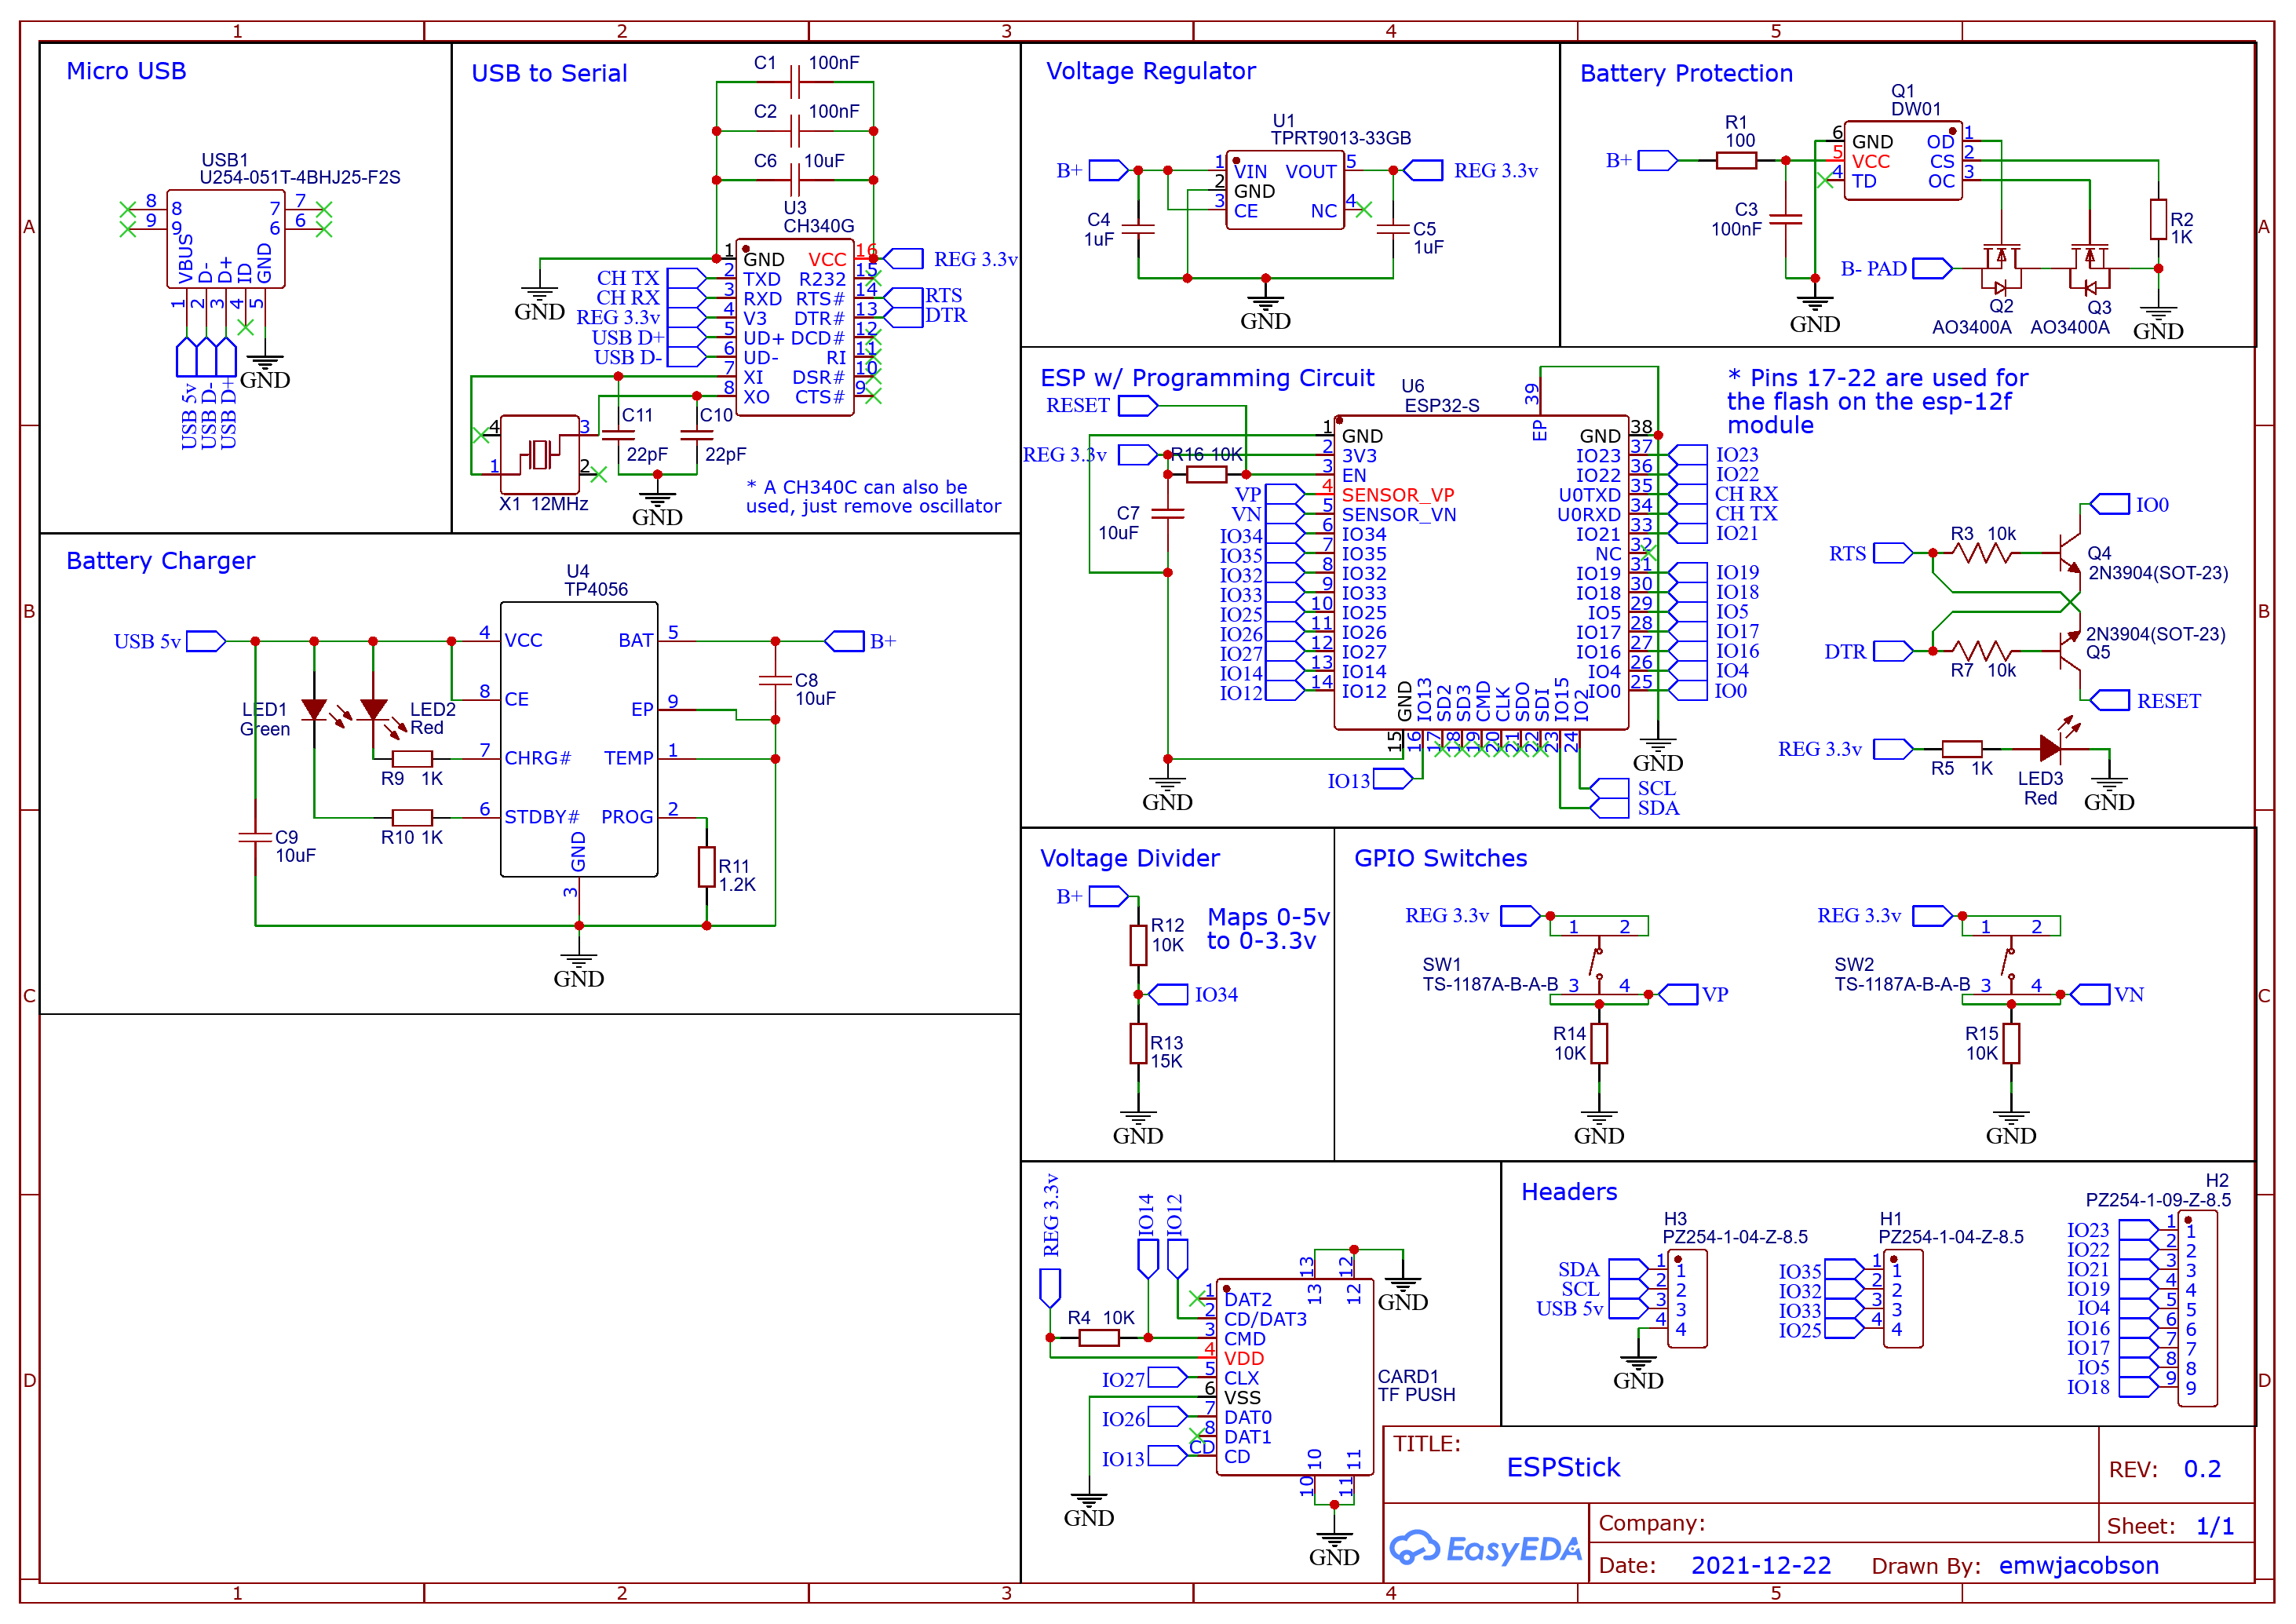 1 2 3 4 5
A
B
C
D
Micro USB
USB1
U254-051T-4BHJ25-F2S
8 8 7 7
9 9 6 6
VBUS D- D+ ID GND
1 2 3 4 5
USB 5v
USB D-
USB D+
GND
USB to Serial
C1 100nF
C2 100nF
C6 10uF
U3
CH340G
1 GND VCC 16 REG 3.3v
CH TX 2 TXD R232 15
CH RX 3 RXD RTS# 14 RTS
REG 3.3v 4 V3 DTR# 13 DTR
USB D+ 5 UD+ DCD# 12
USB D- 6 UD- RI 11
7 XI DSR# 10
8 XO CTS# 9
GND
4 3
1 2
X1 12MHz
C11
22pF
C10
22pF
GND
* A CH340C can also be
used, just remove oscillator
Voltage Regulator
U1
TPRT9013-33GB
B+ 1 VIN VOUT 5 REG 3.3v
2 GND
3 CE NC 4
C4
1uF
C5
1uF
GND
Battery Protection
Q1
DW01
R1
100
B+
6 GND OD 1
5 VCC CS 2
4 TD OC 3
C3
100nF
R2
1K
B- PAD
Q2
AO3400A
Q3
AO3400A
GND
GND
Battery Charger
U4
TP4056
USB 5v 4 VCC BAT 5 B+
8 CE EP 9
7 CHRG# TEMP 1
6 STDBY# PROG 2
GND
3
LED1
Green
LED2
Red
R9 1K
R10 1K
C9
10uF
C8
10uF
R11
1.2K
GND
ESP w/ Programming Circuit
U6
ESP32-S
RESET
REG 3.3v
R16 10K
C7
10uF
39
EP
1 GND GND 38
2 3V3 IO23 37 IO23
3 EN IO22 36 IO22
VP 4 SENSOR_VP U0TXD 35 CH RX
VN 5 SENSOR_VN U0RXD 34 CH TX
IO34 6 IO34 IO21 33 IO21
IO35 7 IO35 NC 32
IO32 8 IO32 IO19 31 IO19
IO33 9 IO33 IO18 30 IO18
IO25 10 IO25 IO5 29 IO5
IO26 11 IO26 IO17 28 IO17
IO27 12 IO27 IO16 27 IO16
IO14 13 IO14 IO4 26 IO4
IO12 14 IO12 IO0 25 IO0
GND IO13 SD2 SD3 CMD CLK SDO SDI IO15 IO2
15 16 17 18 19 20 21 22 23 24
IO13
SCL
SDA
GND
GND
* Pins 17-22 are used for
the flash on the esp-12f
module
IO0
RTS
R3 10k
Q4
2N3904(SOT-23)
2N3904(SOT-23)
Q5
DTR
R7 10k
RESET
REG 3.3v
R5 1K
LED3
Red
GND
Voltage Divider
B+
R12
10K
Maps 0-5v
to 0-3.3v
IO34
R13
15K
GND
GPIO Switches
REG 3.3v
1 2
SW1
TS-1187A-B-A-B
3 4
VP
R14
10K
GND
REG 3.3v
1 2
SW2
TS-1187A-B-A-B
3 4
VN
R15
10K
GND
REG 3.3v
IO14
IO12
R4 10K
13 12
13 12
GND
1 DAT2
2 CD/DAT3
3 CMD
4 VDD
IO27 5 CLX
6 VSS
IO26 7 DAT0
8 DAT1
IO13 CD CD
10 11
10 11
CARD1
TF PUSH
GND
GND
Headers
H3
PZ254-1-04-Z-8.5
SDA 1 1
SCL 2 2
USB 5v 3 3
4 4
GND
H1
PZ254-1-04-Z-8.5
IO35 1 1
IO32 2 2
IO33 3 3
IO25 4 4
H2
PZ254-1-09-Z-8.5
IO23 1 1
IO22 2 2
IO21 3 3
IO19 4 4
IO4 5 5
IO16 6 6
IO17 7 7
IO5 8 8
IO18 9 9
TITLE:
ESPStick
REV: 0.2
EasyEDA
Company:
Sheet: 1/1
Date: 2021-12-22 Drawn By: emwjacobson
A
B
C
D
1 2 3 4 5